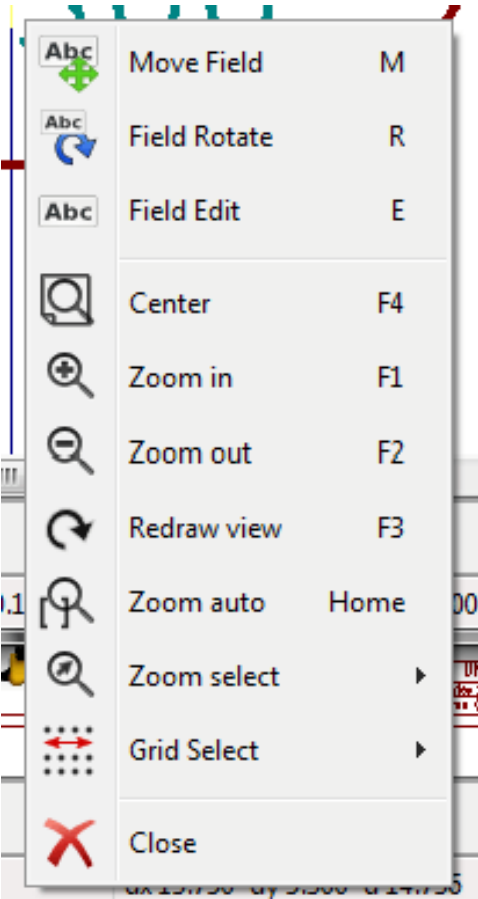 Abc Move Field M
Abc Field Rotate R
Abc Field Edit E
Center F4
Zoom in F1
Zoom out F2
Redraw view F3
Zoom auto Home
Zoom select
Grid Select
Close